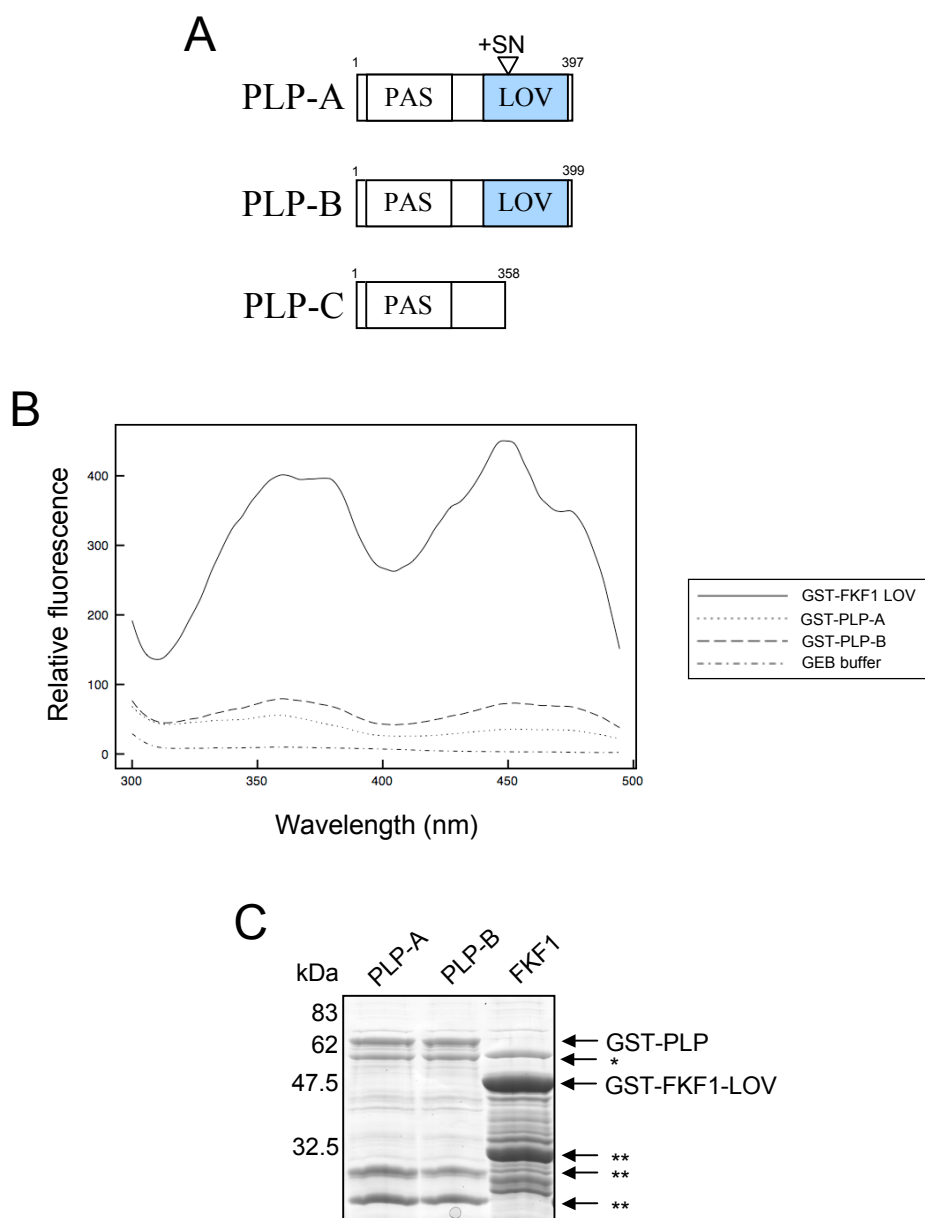 A
+SN
1
397
PLP-A
PAS
LOV
1
399
PLP-B
PAS
LOV
1
358
PLP-C
PAS
B
Relative fluorescence
400
300
200
100
0
300
350
400
450
500
Wavelength (nm)
GST-FKF1 LOV
GST-PLP-A
GST-PLP-B
GEB buffer
C
kDa
PLP-A
PLP-B
FKF1
83
62
47.5
32.5
GST-PLP
*
GST-FKF1-LOV
**
**
**